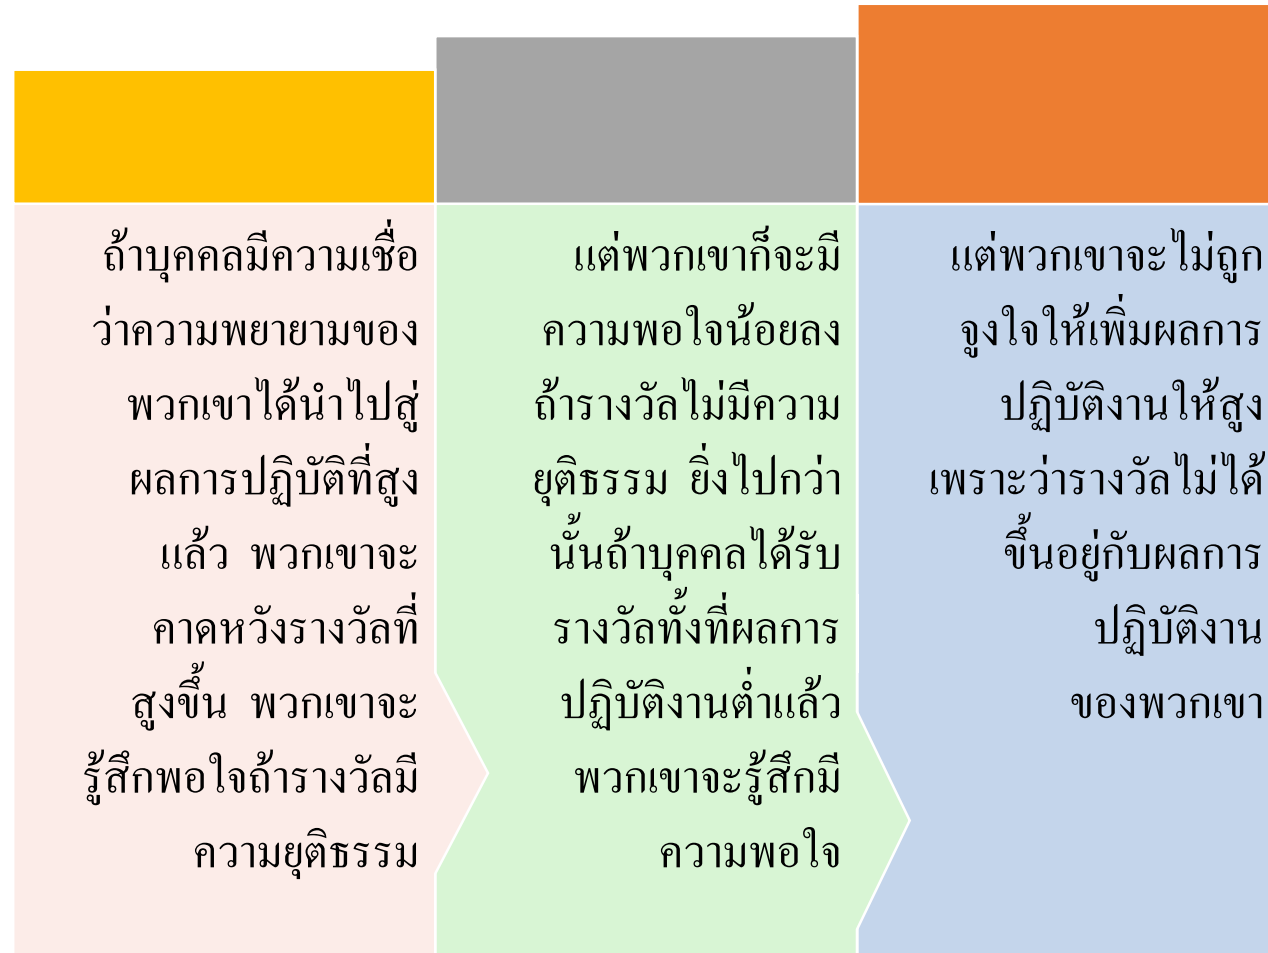 ถ้าบุคคลมีความเชื่อ
ว่าความพยายามของ
พวกเขาได้นำไปสู่
ผลการปฏิบัติที่สูง
แล้ว พวกเขาจะ
คาดหวังรางวัลที่
สูงขึ้น พวกเขาจะ
รู้สึกพอใจถ้ารางวัลมี
ความยุติธรรม
แต่พวกเขาก็จะมี
ความพอใจน้อยลง
ถ้ารางวัลไม่มีความ
ยุติธรรม ยิ่งไปกว่า
นั้นถ้าบุคคลได้รับ
รางวัลทั้งที่ผลการ
ปฏิบัติงานต่ำแล้ว
พวกเขาจะรู้สึกมี
ความพอใจ
แต่พวกเขาจะไม่ถูก
จูงใจให้เพิ่มผลการ
ปฏิบัติงานให้สูง
เพราะว่ารางวัลไม่ได้
ขึ้นอยู่กับผลการ
ปฏิบัติงาน
ของพวกเขา